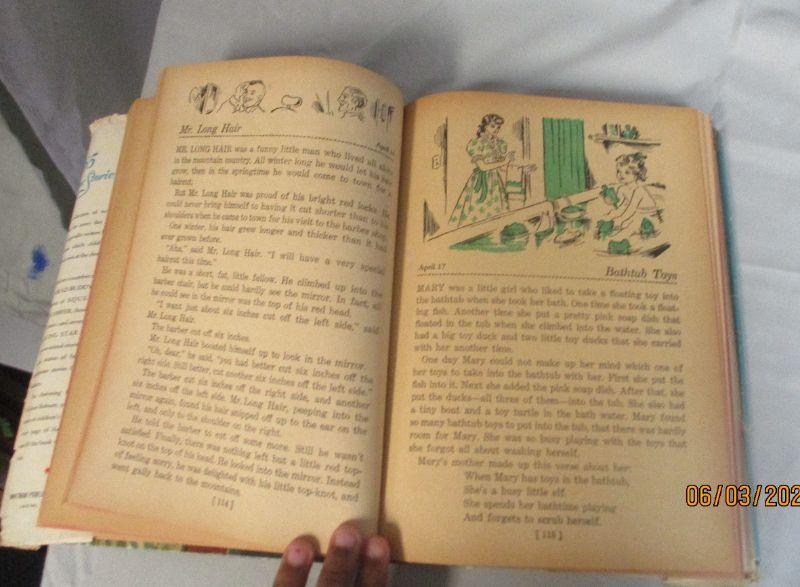 Mr. Long Hair
April
MR. LONG HAIR was a funny little man who lived all alone
in the mountain country. All winter long he would let his hair
grow, then in the springtime he would come to town for a
haircut.
But Mr. Long Hair was proud of his bright red locks. He
could never bring himself to having it cut shorter than to his
shoulders when he came to town for his visit to the barber shop.
One winter, his hair grew longer and thicker than it had
ever grown before.
"Aha," said Mr. Long Hair. "I will have a very special
haircut this time."
He was a short, fat, little fellow. He climbed up into the
barber chair, but he could hardly see the mirror. In fact, all
he could see in the mirror was the top of his red head.
"I want just about six inches cut off the left side," said
Mr. Long Hair.
The barber cut off six inches.
Mr. Long Hair boosted himself up to look in the mirror.
"Oh, dear," he said, "you had better cut six inches off the
right side. Still better, cut another six inches off the left side."
The barber cut six inches off the right side, and another
six inches off the left side. Mr. Long Hair, peeping into the
mirror again, found his hair snipped off up to the ear on the
left, and only to the shoulder on the right.
He told the barber to cut off some more. Still he wasn't
satisfied. Finally, there was nothing left but a little red top-
knot on the top of his head. He looked into the mirror. Instead
of feeling sorry, he was delighted with his little top-knot, and
went gaily back to the mountains.
[ 114 ]
April 17
Bathtub Toys
MARY was a little girl who liked to take a floating toy into
the bathtub when she took her bath. One time she took a float-
ing fish. Another time she put a pretty pink soap dish that
floated in the tub when she climbed into the water. She also
had a big toy duck and two little toy ducks that she carried
with her another time.
One day Mary could not make up her mind which one of
her toys to take into the bathtub with her. First she put the
fish into it. Next she added the pink soap dish. After that, she
put the ducks—all three of them—into the tub. She also had
a tiny boat and a toy turtle in the bath water. Mary found
so many bathtub toys to put into the tub, that there was hardly
room for Mary. She was so busy playing with the toys that
she forgot all about washing herself.
Mary's mother made up this verse about her:
When Mary has toys in the bathtub,
She's a busy little elf.
She spends her bathtime playing
And forgets to scrub herself.
[ 115 ]
06/03/202